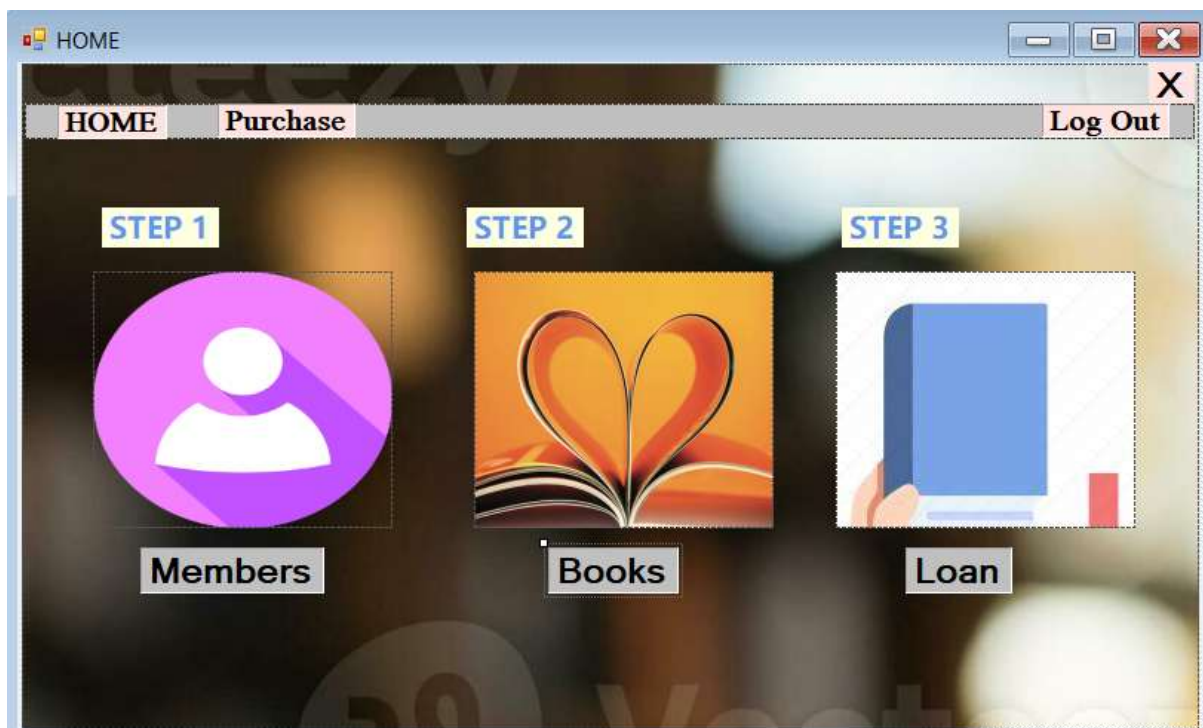 HOME
X
HOME Purchase Log Out
STEP 1 STEP 2 STEP 3
Members Books Loan